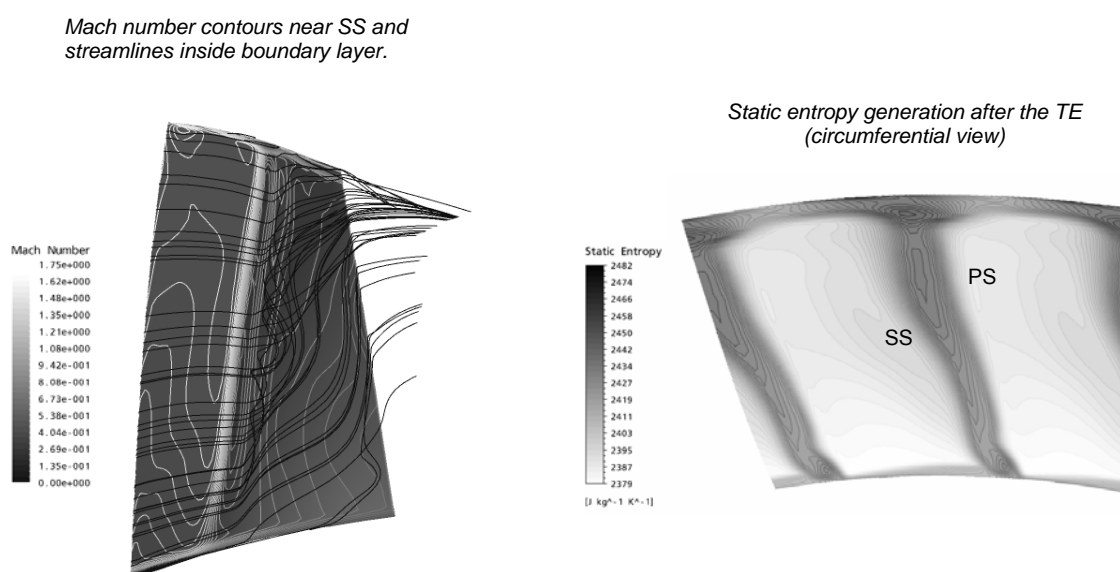 Mach number contours near SS and
streamlines inside boundary layer.
Static entropy generation after the TE
(circumferential view)
Mach Number
1.75e+000
1.62e+000
1.48e+000
1.35e+000
1.21e+000
1.08e+000
9.42e-001
8.08e-001
6.73e-001
5.38e-001
4.04e-001
2.69e-001
1.35e-001
0.00e+000
Static Entropy
2482
2474
2466
2458
2450
2442
2434
2427
2419
2411
2403
2395
2387
2379
[J kg^-1 K^-1]
PS
SS